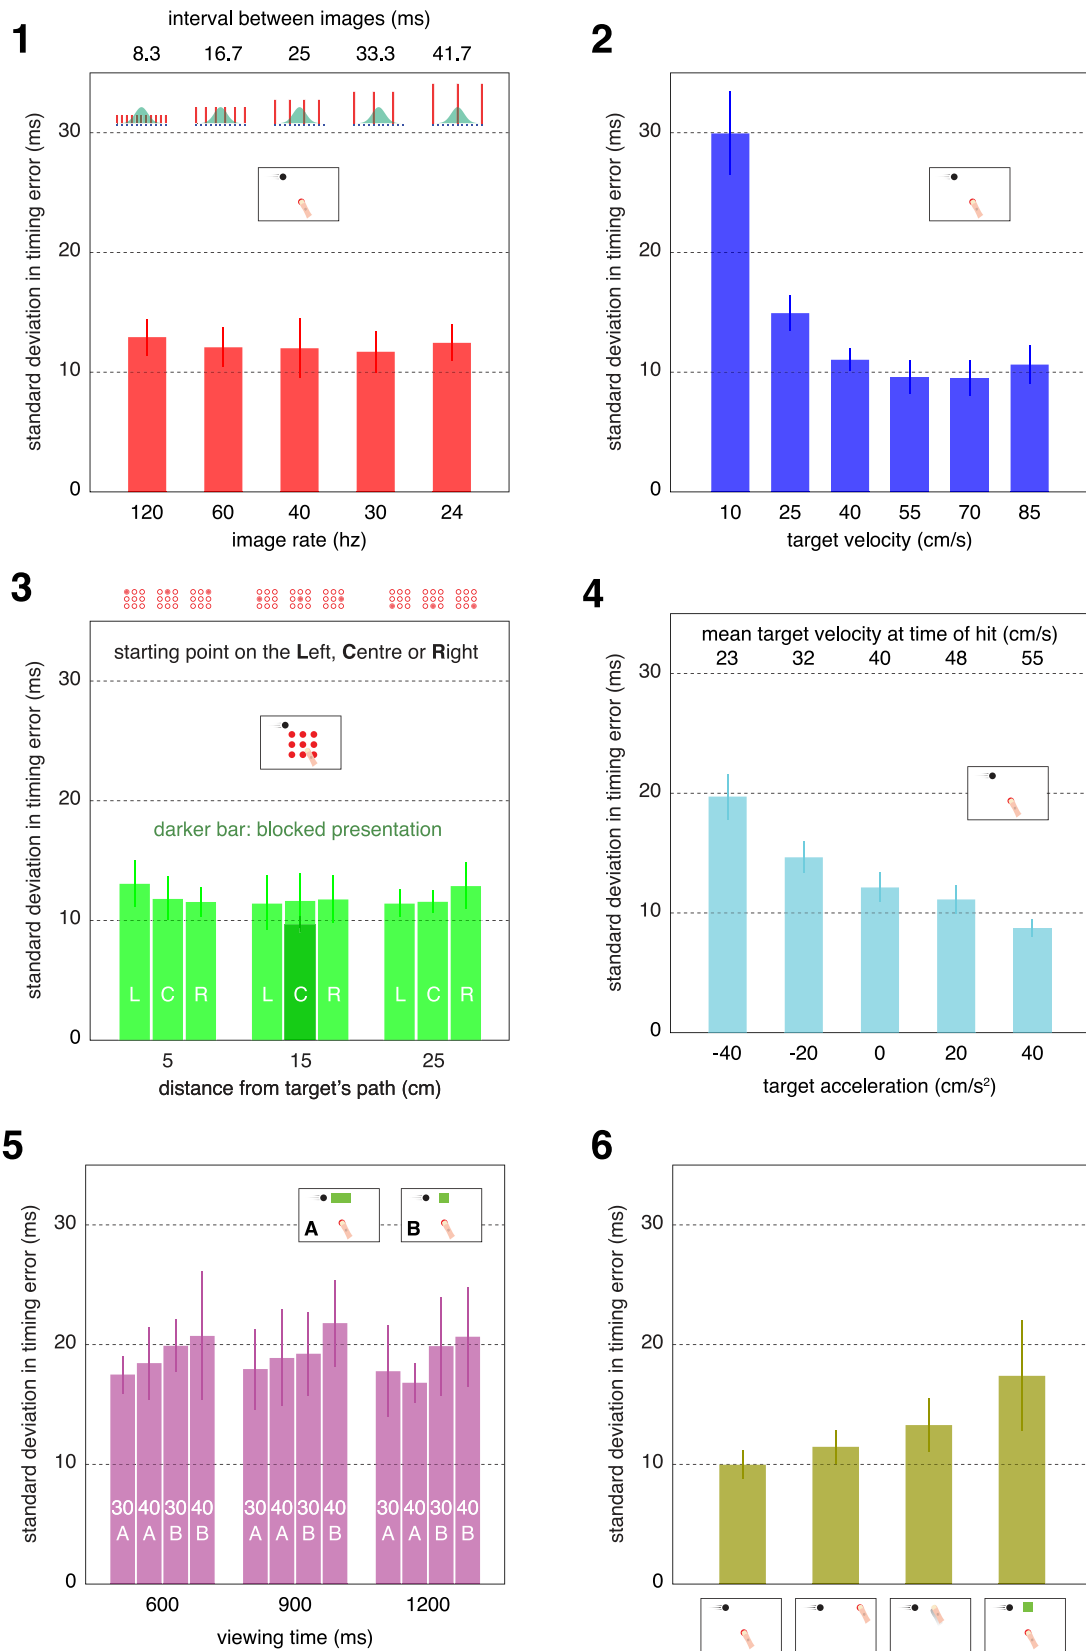 1
interval between images (ms)
8.3 16.7 25 33.3 41.7
standard deviation in timing error (ms)
30
20
10
0
120 60 40 30 24
image rate (hz)
2
standard deviation in timing error (ms)
30
20
10
0
10 25 40 55 70 85
target velocity (cm/s)
3
starting point on the Left, Centre or Right
standard deviation in timing error (ms)
30
20
darker bar: blocked presentation
10
L C R L C R L C R
0
5 15 25
distance from target's path (cm)
4
mean target velocity at time of hit (cm/s)
23 32 40 48 55
standard deviation in timing error (ms)
30
20
10
0
-40 -20 0 20 40
target acceleration (cm/s²)
5
A B
standard deviation in timing error (ms)
30
20
10
30 40 30 40 30 40 30 40 30 40 30 40
A A B B A A B B A A B B
0
600 900 1200
viewing time (ms)
6
standard deviation in timing error (ms)
30
20
10
0